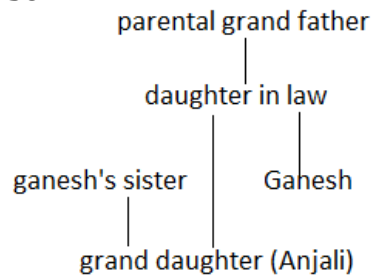 parental grand father
daughter in law
ganesh's sister
Ganesh
grand daughter (Anjali)